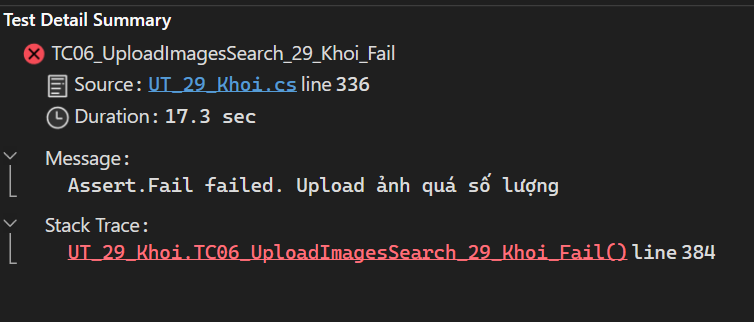 Test Detail Summary
TC06_UploadImagesSearch_29_Khoi_Fail
Source: UT_29_Khoi.cs line 336
Duration: 17.3 sec
Message:
Assert.Fail failed. Upload ảnh quá số lượng
Stack Trace:
UT_29_Khoi.TC06_UploadImagesSearch_29_Khoi_Fail() line 384